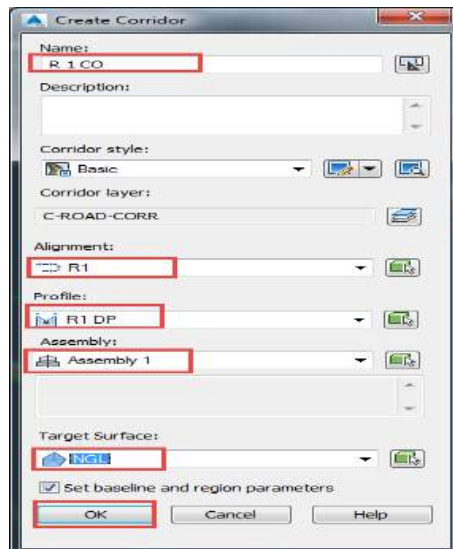 Create Corridor
Name:
R 1 CO
Description:
Corridor style:
Basic
Corridor layer:
C-ROAD-CORR
Alignment:
R1
Profile:
R1 DP
Assembly:
Assembly 1
Target Surface:
NGL
Set baseline and region parameters
OK Cancel Help